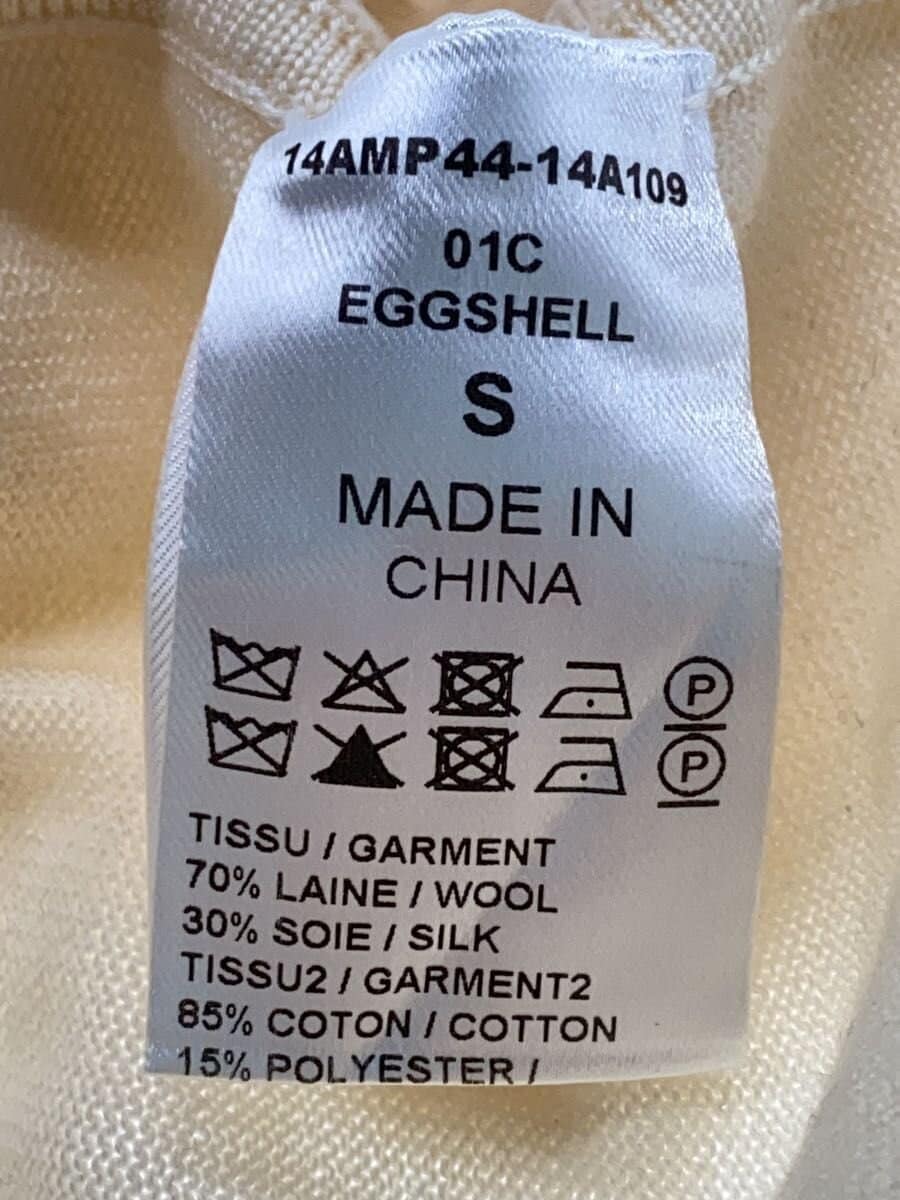 14AMP44-14A109
01C
EGGSHELL
S
MADE IN
CHINA
P
P
TISSU / GARMENT
70% LAINE / WOOL
30% SOIE / SILK
TISSU2 / GARMENT2
85% COTON / COTTON
15% POLYESTER /